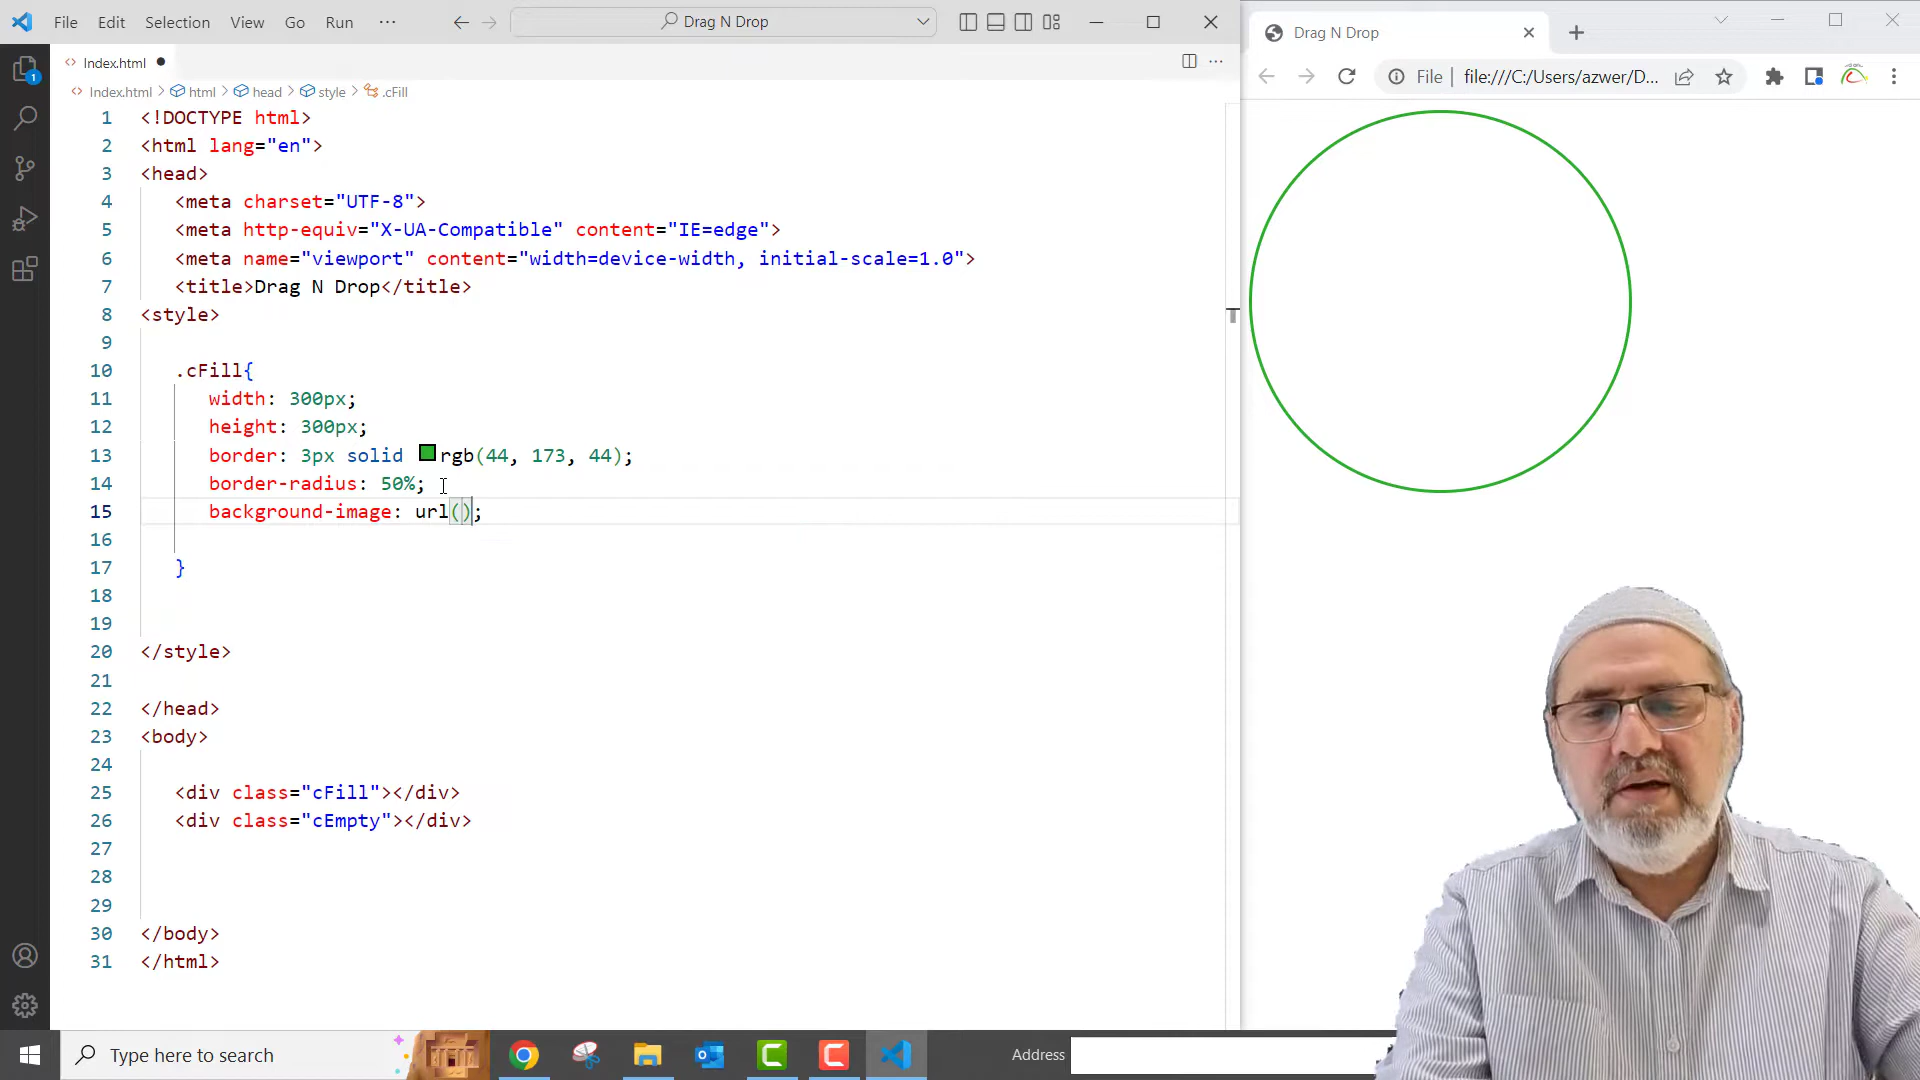 File Edit Selection View Go Run ··· Drag N Drop
Index.html
Index.html > html > head > style > .cFill
1 <!DOCTYPE html>
2 <html lang="en">
3 <head>
4 <meta charset="UTF-8">
5 <meta http-equiv="X-UA-Compatible" content="IE=edge">
6 <meta name="viewport" content="width=device-width, initial-scale=1.0">
7 <title>Drag N Drop</title>
8 <style>
9
10 .cFill{
11 width: 300px;
12 height: 300px;
13 border: 3px solid rgb(44, 173, 44);
14 border-radius: 50%;
15 background-image: url();
16
17 }
18
19
20 </style>
21
22 </head>
23 <body>
24
25 <div class="cFill"></div>
26 <div class="cEmpty"></div>
27
28
29
30 </body>
31 </html>
1
Drag N Drop
File file:///C:/Users/azwer/D...
Type here to search
Address